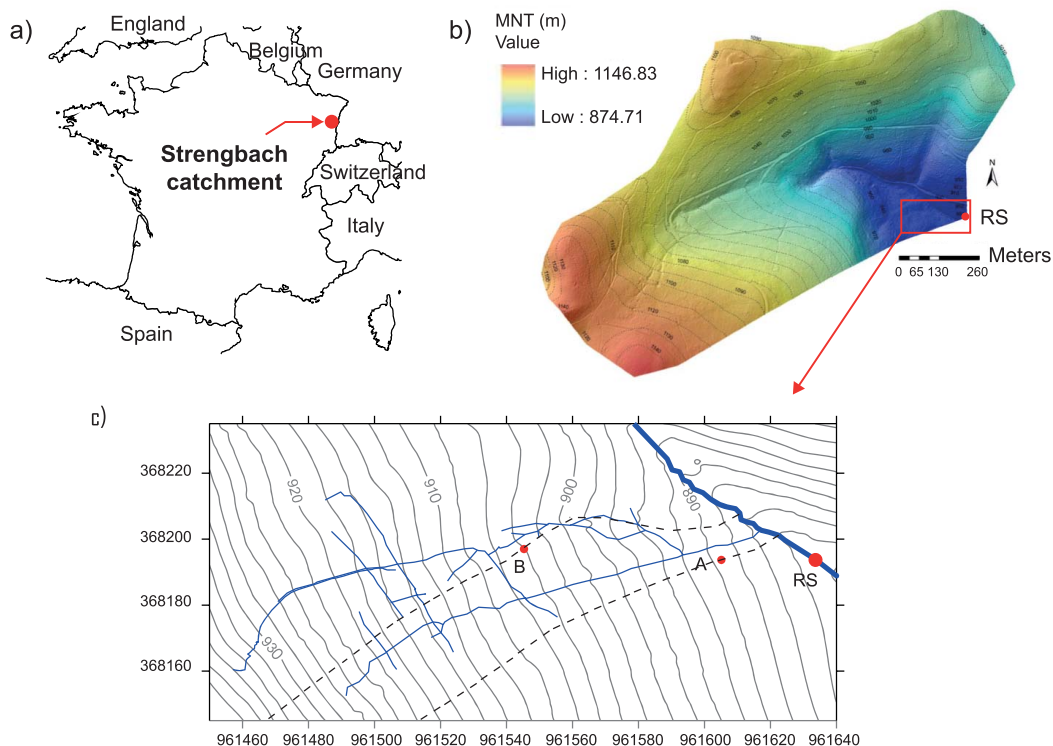 a)
England
Belgium
Germany
Strengbach
catchment
Switzerland
Italy
Spain
b)
MNT (m)
Value
High : 1146.83
Low : 874.71
N
RS
Meters
0 65 130 260
c)
368220
368200
368180
368160
920
910
900
890
930
B
A
RS
961460 961480 961500 961520 961540 961560 961580 961600 961620 961640